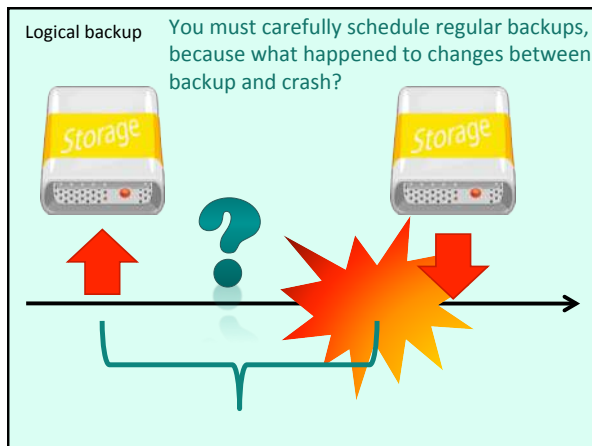 Logical backup
You must carefully schedule regular backups,
because what happened to changes between
backup and crash?
Storage
Storage
?